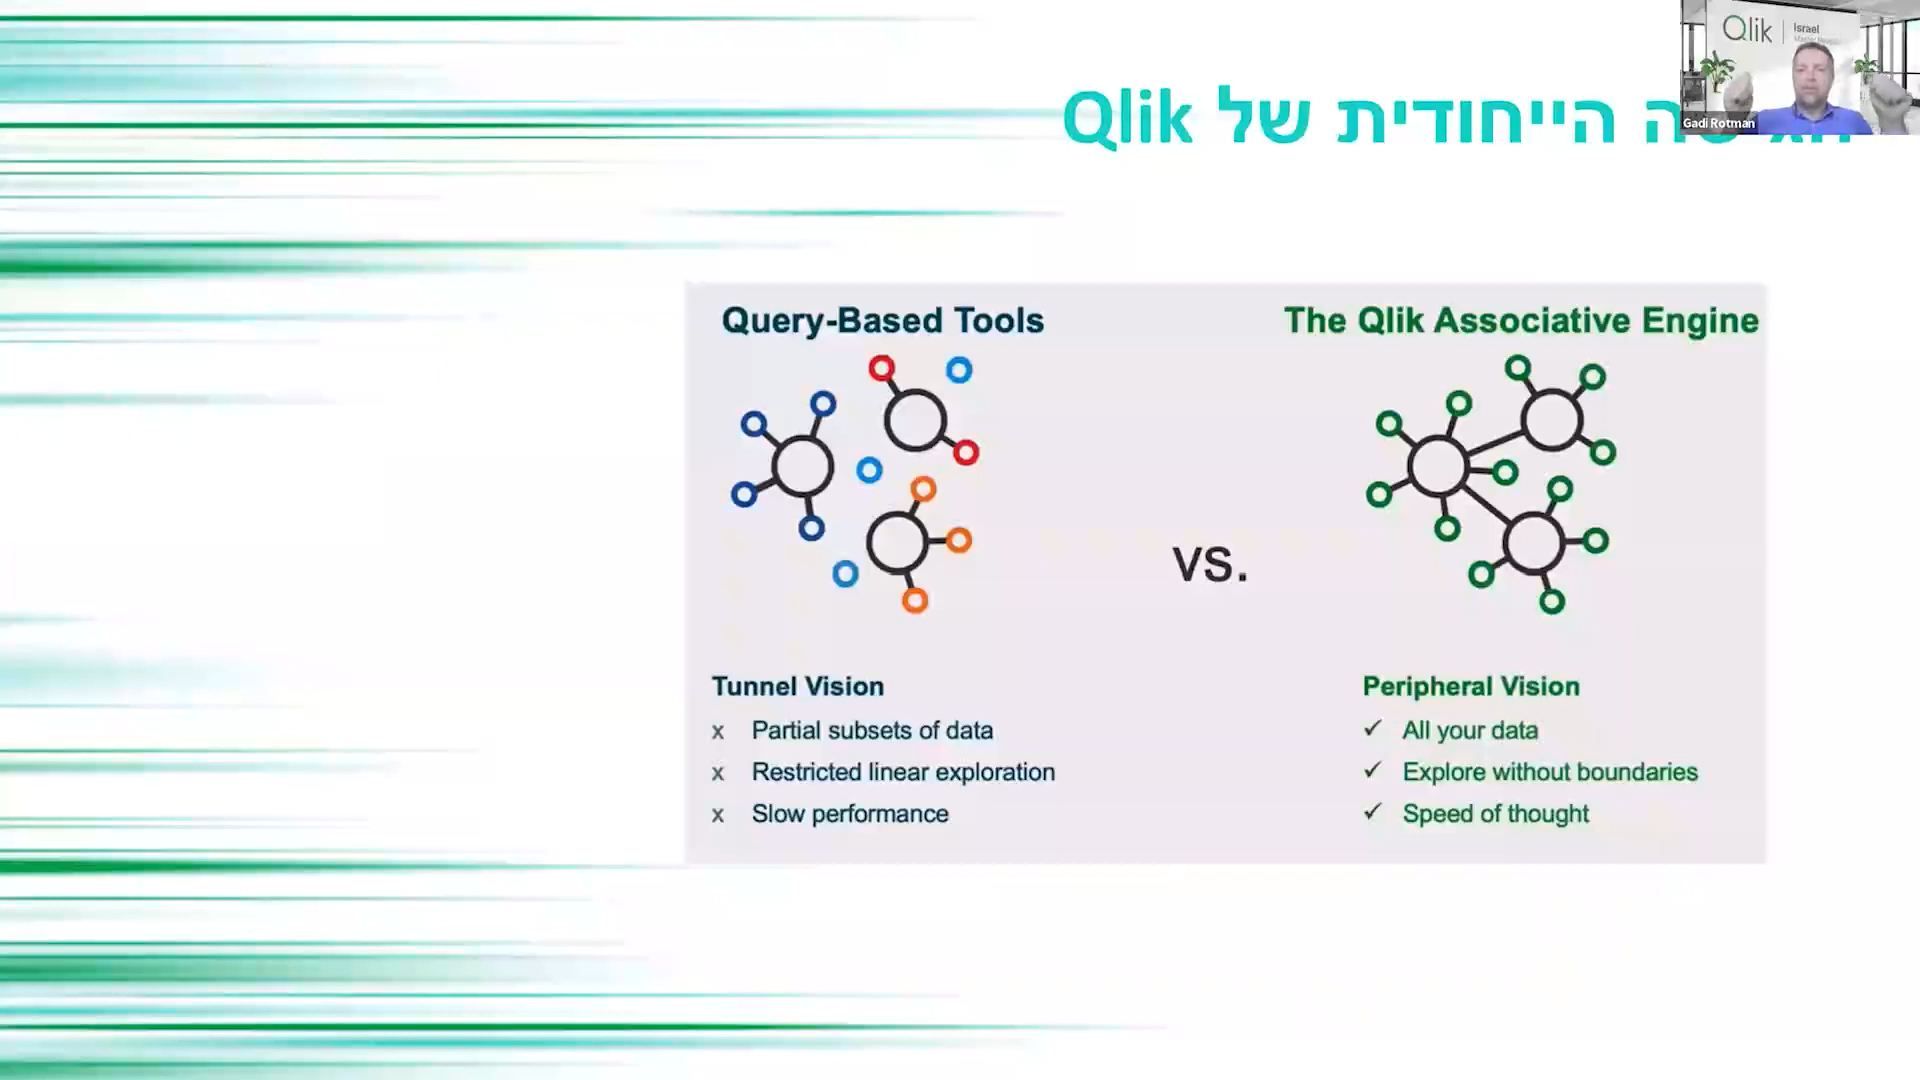 Qlik | Israel
Gadi Rotman
הייחודית של Qlik
Query-Based Tools
The Qlik Associative Engine
VS.
Tunnel Vision
x Partial subsets of data
x Restricted linear exploration
x Slow performance
Peripheral Vision
✓ All your data
✓ Explore without boundaries
✓ Speed of thought